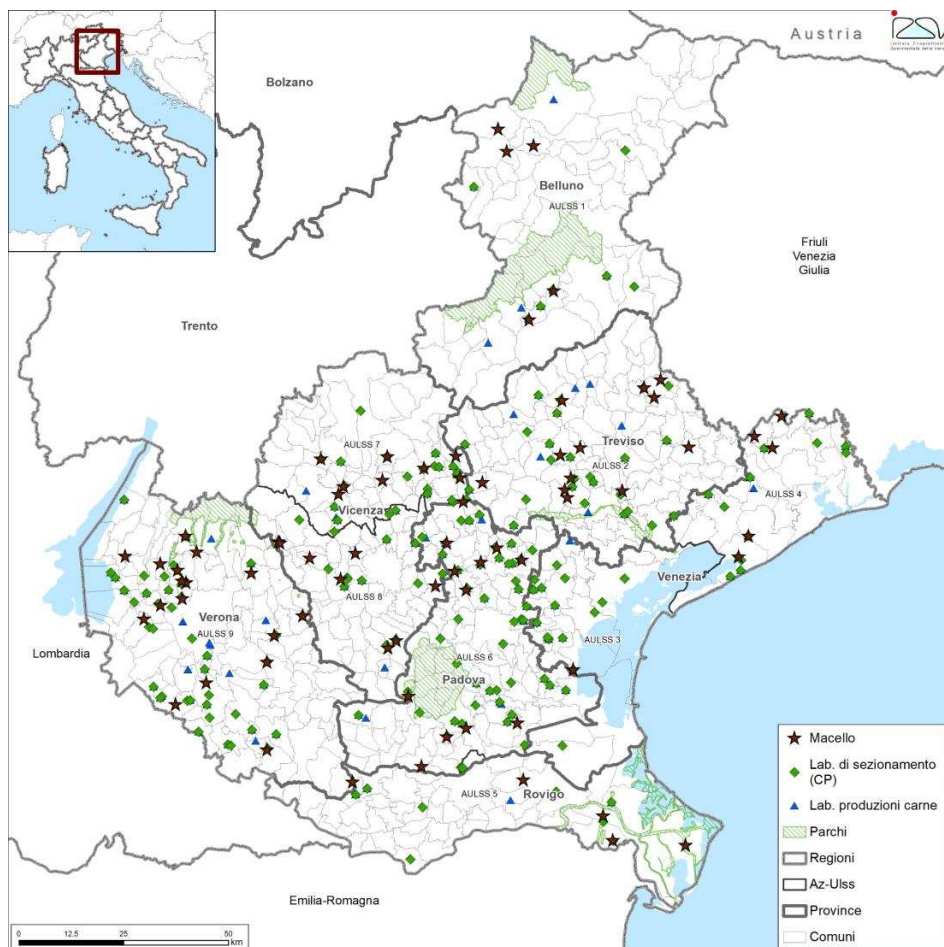 Austria
Bolzano
Belluno
AULSS 1
Friuli
Venezia
Giulia
Trento
AULSS 7
Treviso
AULSS 2
Vicenza
AULSS 4
Venezia
AULSS 8
Verona
AULSS 9
AULSS 3
Lombardia
AULSS 6
Padova
AULSS 5
Rovigo
Emilia-Romagna
Macello
Lab. di sezionamento
(CP)
Lab. produzioni carne
Parchi
Regioni
Az-Ulss
Province
Comuni
0 12,5 25 50
km